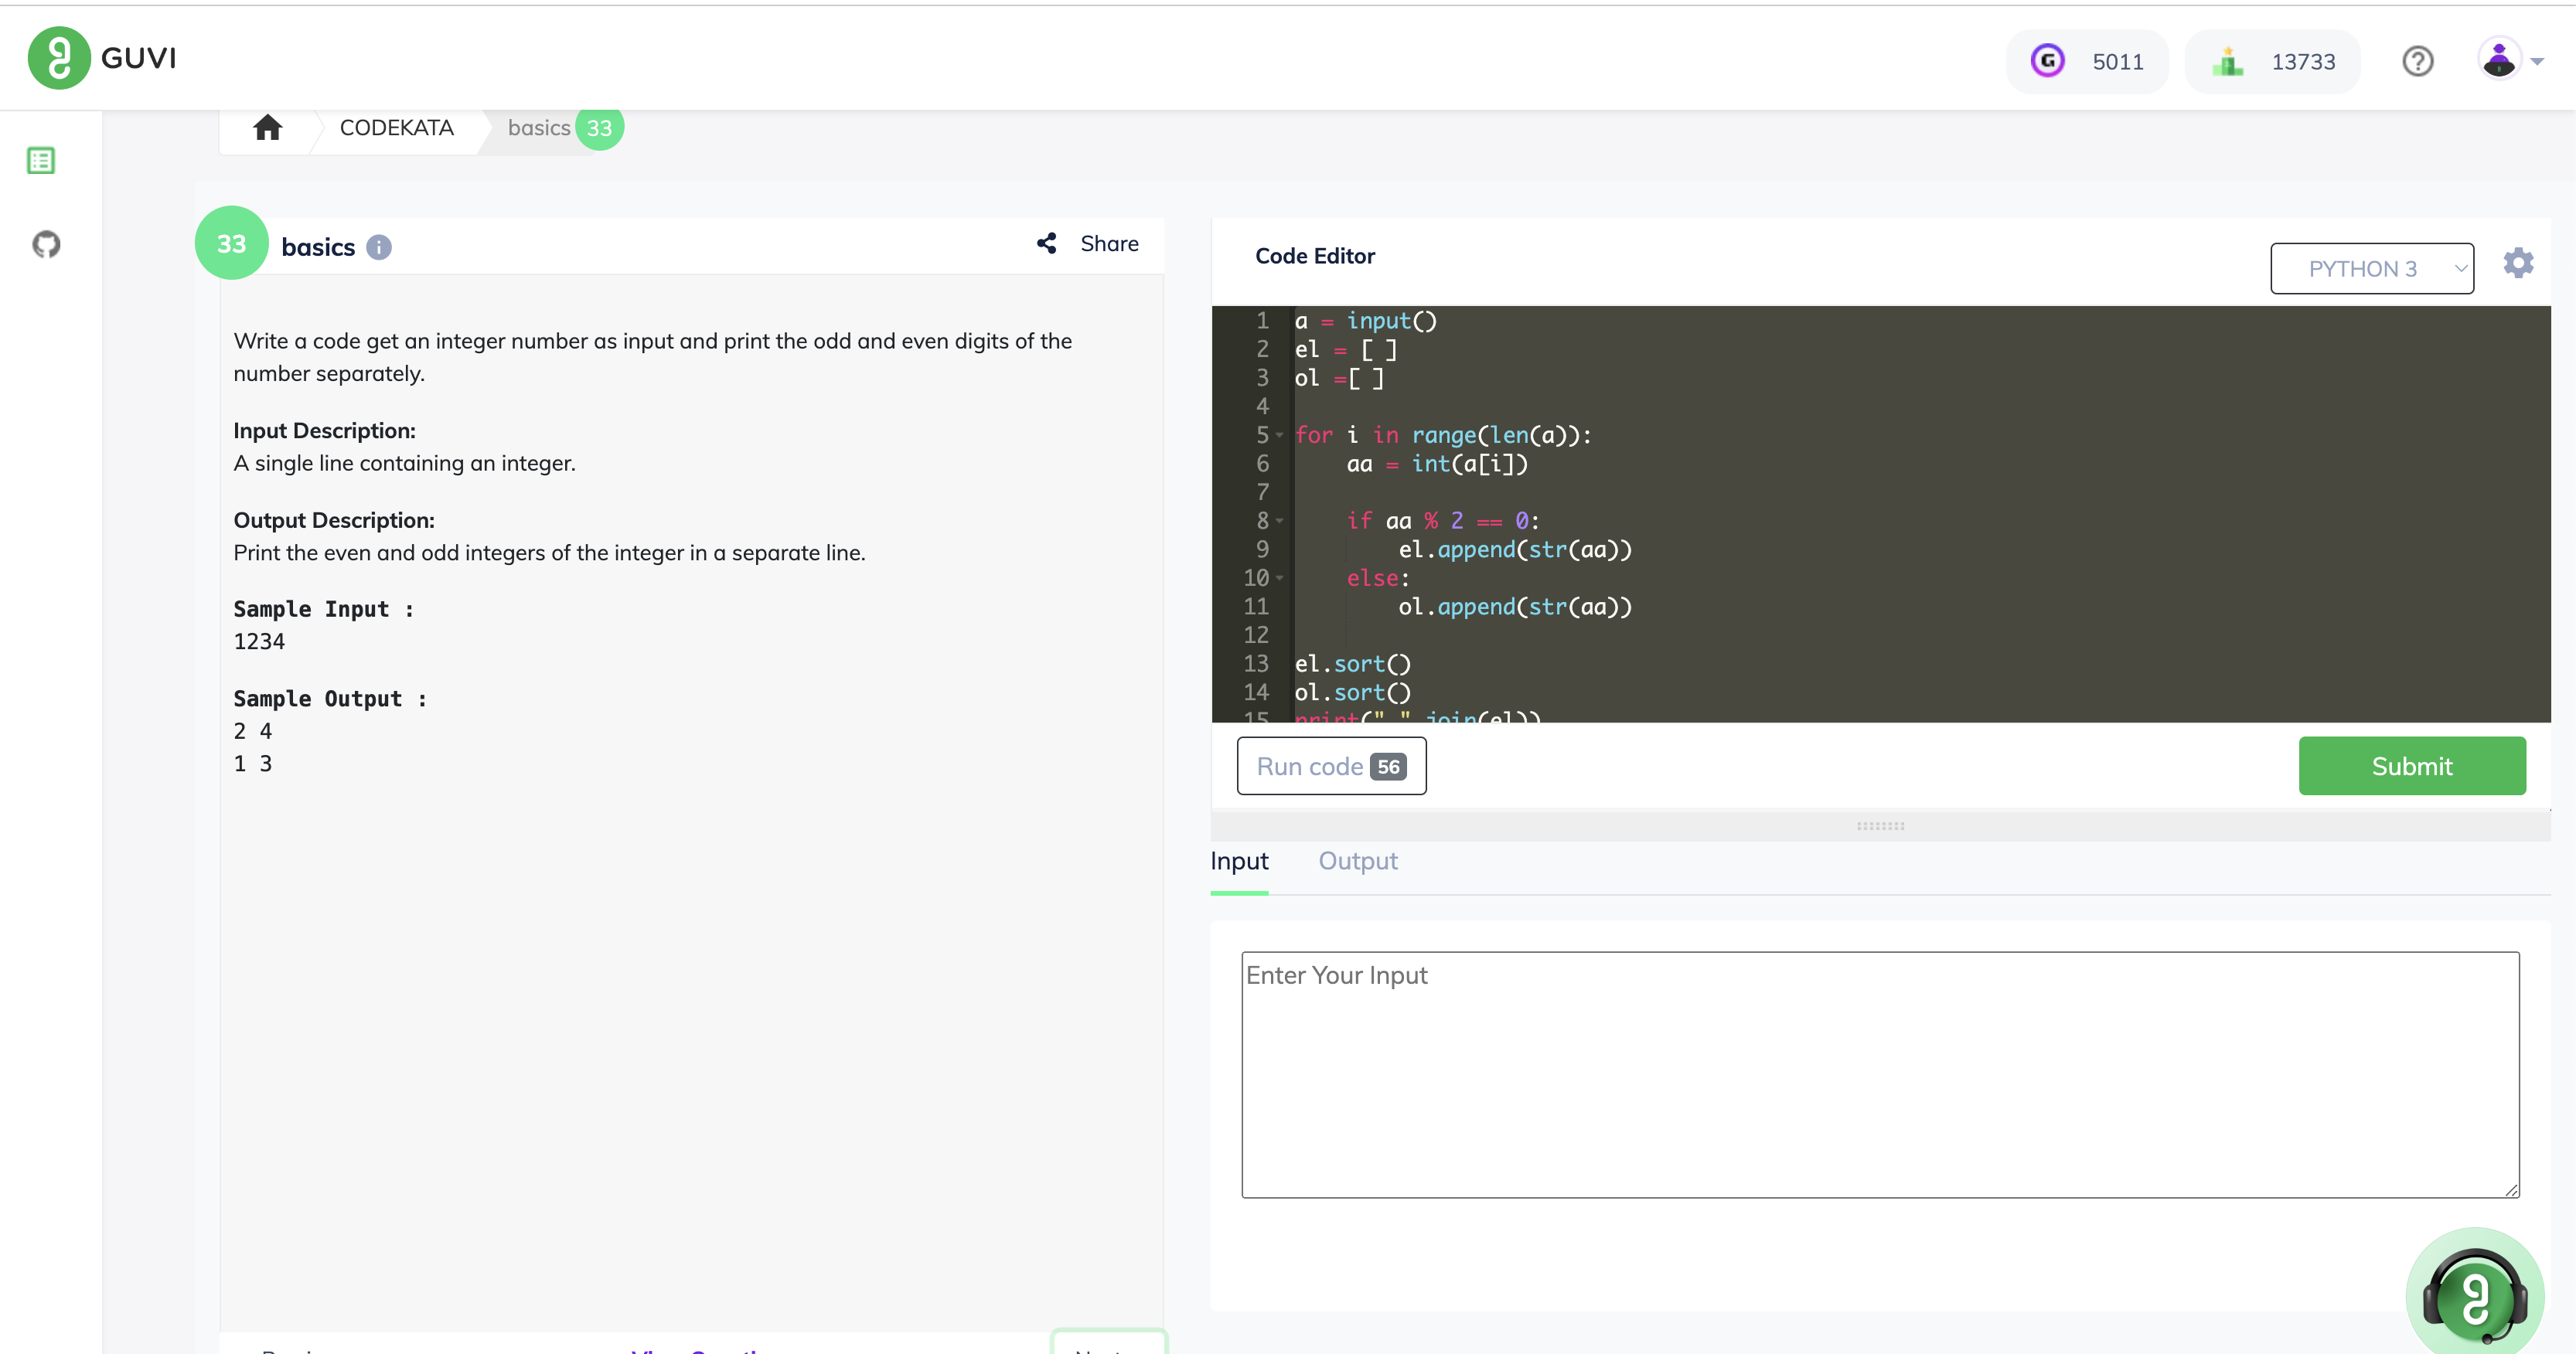 GUVI
5011
13733
CODEKATA
basics 33
33 basics
Share
Write a code get an integer number as input and print the odd and even digits of the
number separately.
Input Description:
A single line containing an integer.
Output Description:
Print the even and odd integers of the integer in a separate line.
Sample Input :
1234
Sample Output :
2 4
1 3
Code Editor
PYTHON 3
1 a = input()
2 el = [ ]
3 ol =[ ]
4
5 for i in range(len(a)):
6 aa = int(a[i])
7
8 if aa % 2 == 0:
9 el.append(str(aa))
10 else:
11 ol.append(str(aa))
12
13 el.sort()
14 ol.sort()
15 print(" ".join(el))
Run code 56
Submit
Input
Output
Enter Your Input